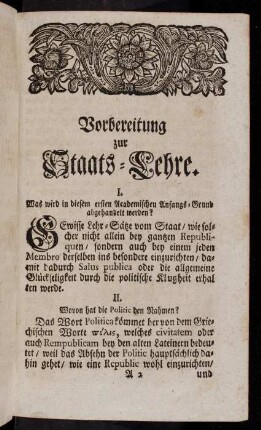 Vorbereitung
zur
Staats-Lehre.
I.
Was wird in diesem ersten Academischen Anfangs-Grund
abgehandelt werden?
GEwisse Lehr-Sätze vom Staat/ wie sol-
cher nicht allein bey gantzen Republi-
quen/ sondern auch bey einem jeden
Membro derselben ins besondere einzurichten/ da-
mit dadurch Salus publica oder die allgemeine
Glückseligkeit durch die politische Klugheit erhal
ten werde.
II.
Wovon hat die Politic den Nahmen?
Das Wort Politica kömmet her von dem Grie-
chischen Worte πόλις, welches civitatem oder
auch Rempublicam bey den alten Lateinern bedeu-
tet/ weil das Absehn der Politic hauptsächlich da-
hin gehet/ wie eine Republic wohl einzurichten/
A 2 und